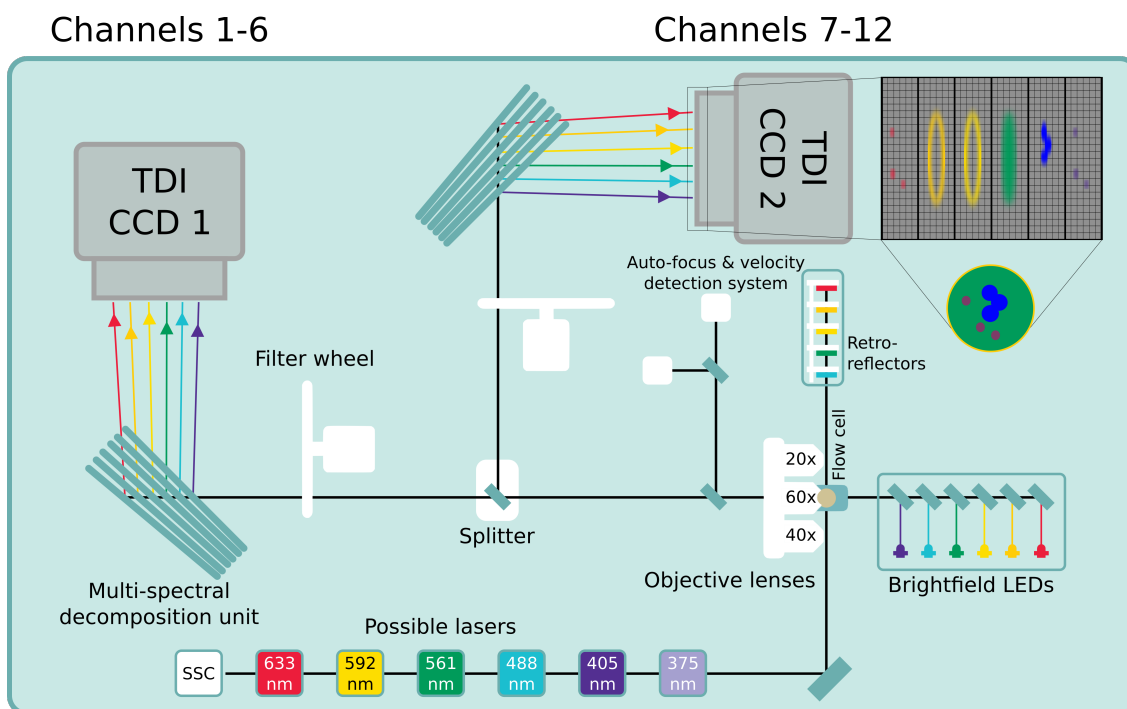 Channels 1-6
Channels 7-12
TDI
CCD 1
TDI
CCD 2
Auto-focus & velocity
detection system
Retro-
reflectors
Filter wheel
Flow cell
20x
60x
40x
Splitter
Objective lenses
Brightfield LEDs
Multi-spectral
decomposition unit
Possible lasers
SSC
633
nm
592
nm
561
nm
488
nm
405
nm
375
nm